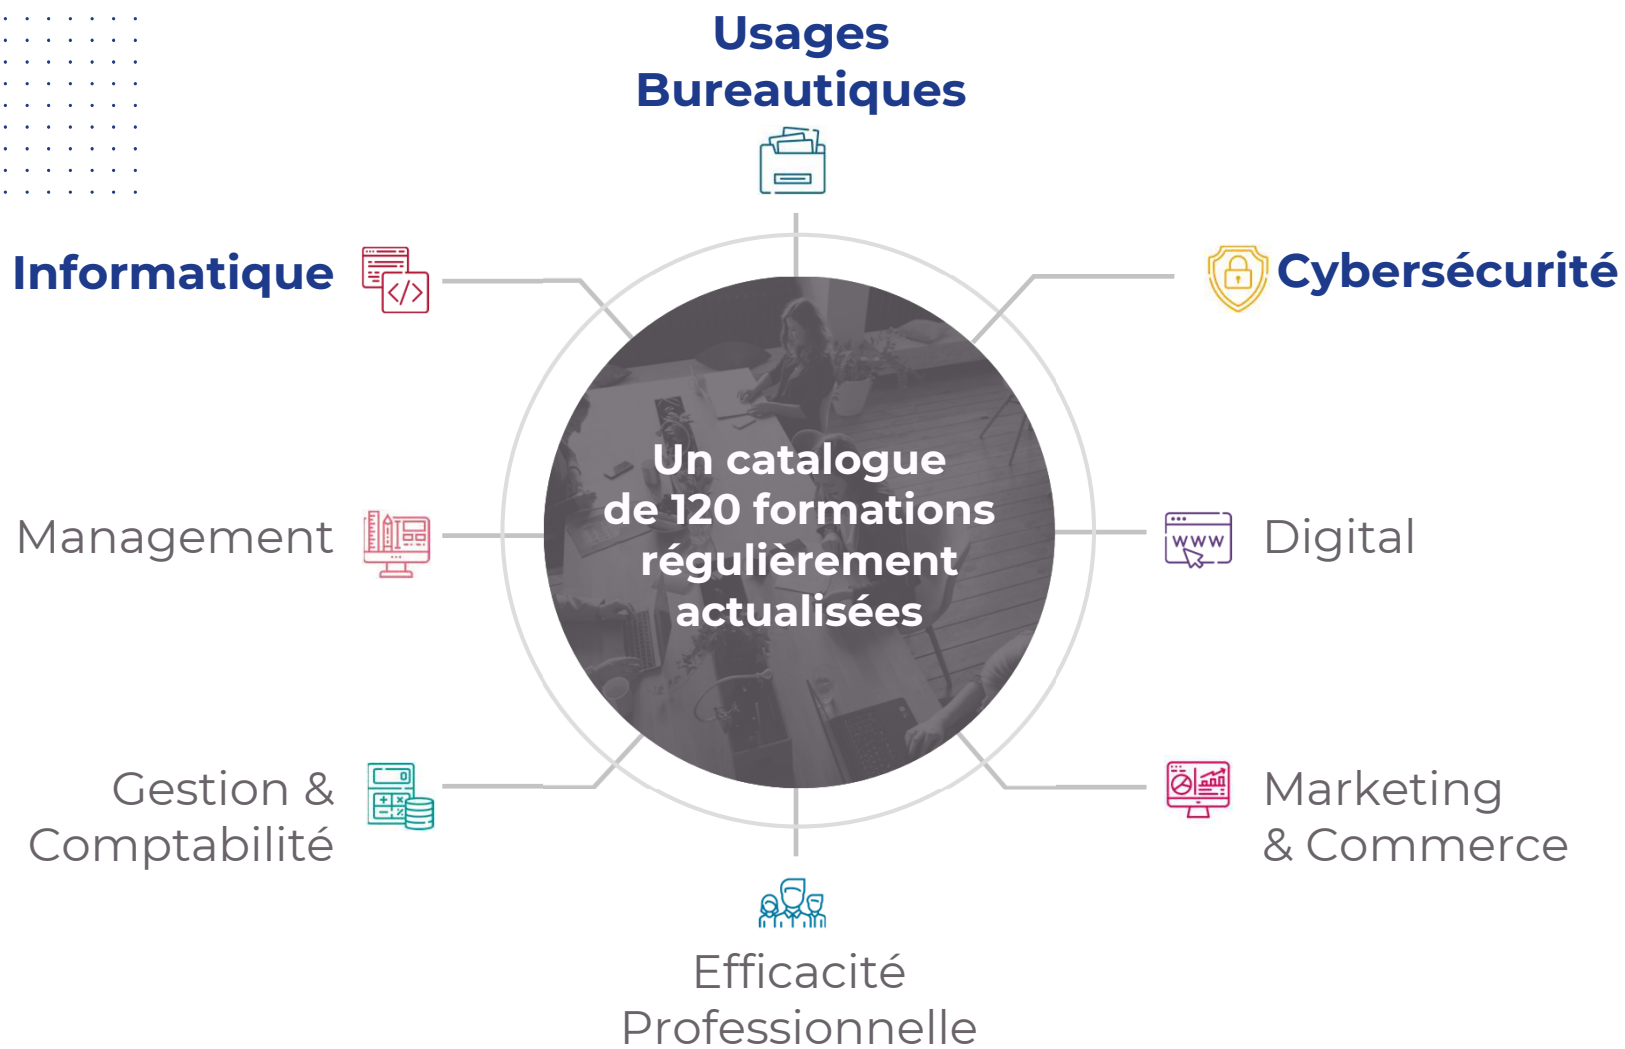 Usages
Bureautiques
Informatique
</>
Cybersécurité
Un catalogue
de 120 formations
régulièrement
actualisées
Management
www
Digital
Gestion &
Comptabilité
Marketing
& Commerce
Efficacité
Professionnelle